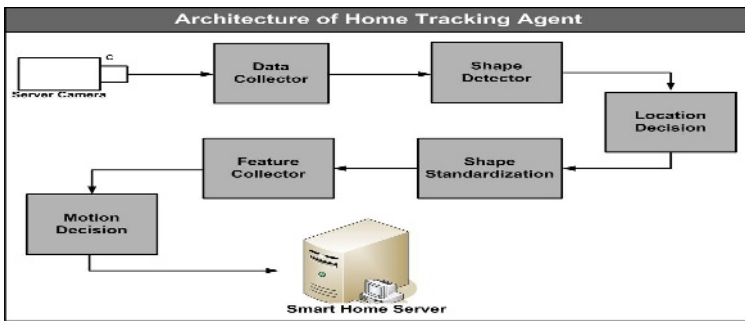 Architecture of Home Tracking Agent
C
Server Camera
Data
Collector
Shape
Detector
Location
Decision
Shape
Standardization
Feature
Collector
Motion
Decision
Smart Home Server